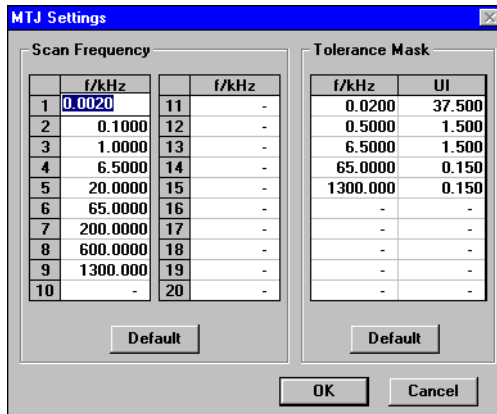 MTJ Settings
Scan Frequency
f/kHz f/kHz
1 0.0020 11 -
2 0.1000 12 -
3 1.0000 13 -
4 6.5000 14 -
5 20.0000 15 -
6 65.0000 16 -
7 200.0000 17 -
8 600.0000 18 -
9 1300.000 19 -
10 - 20 -
Default
Tolerance Mask
f/kHz UI
0.0200 37.500
0.5000 1.500
6.5000 1.500
65.0000 0.150
1300.000 0.150
- -
- -
- -
- -
- -
Default
OK Cancel